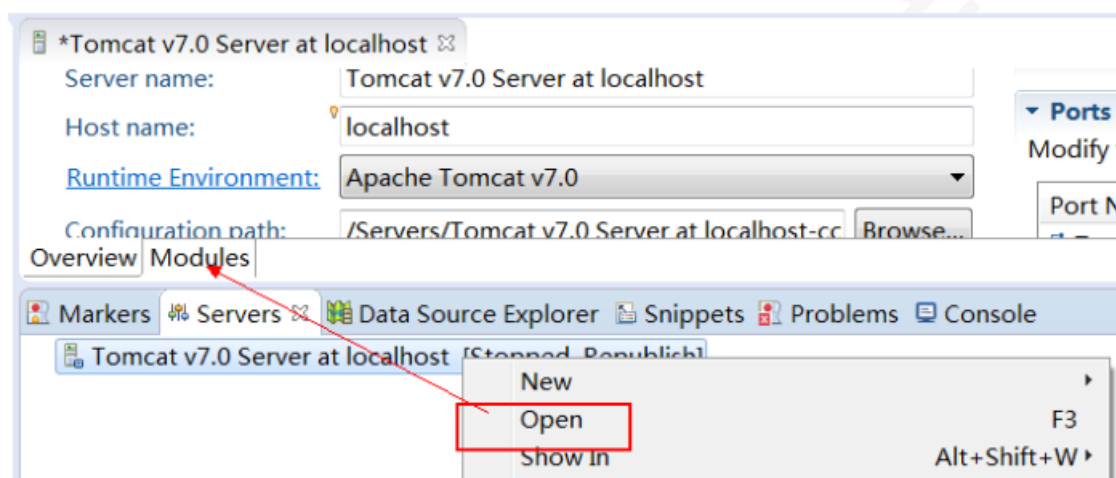 *Tomcat v7.0 Server at localhost
Server name: Tomcat v7.0 Server at localhost
Host name: localhost
Runtime Environment: Apache Tomcat v7.0
Configuration path: /Servers/Tomcat v7.0 Server at localhost-cc Browse...
Ports
Modify
Port N
Overview Modules
Markers Servers Data Source Explorer Snippets Problems Console
Tomcat v7.0 Server at localhost [Stopped, Republish]
New
Open F3
Show In Alt+Shift+W